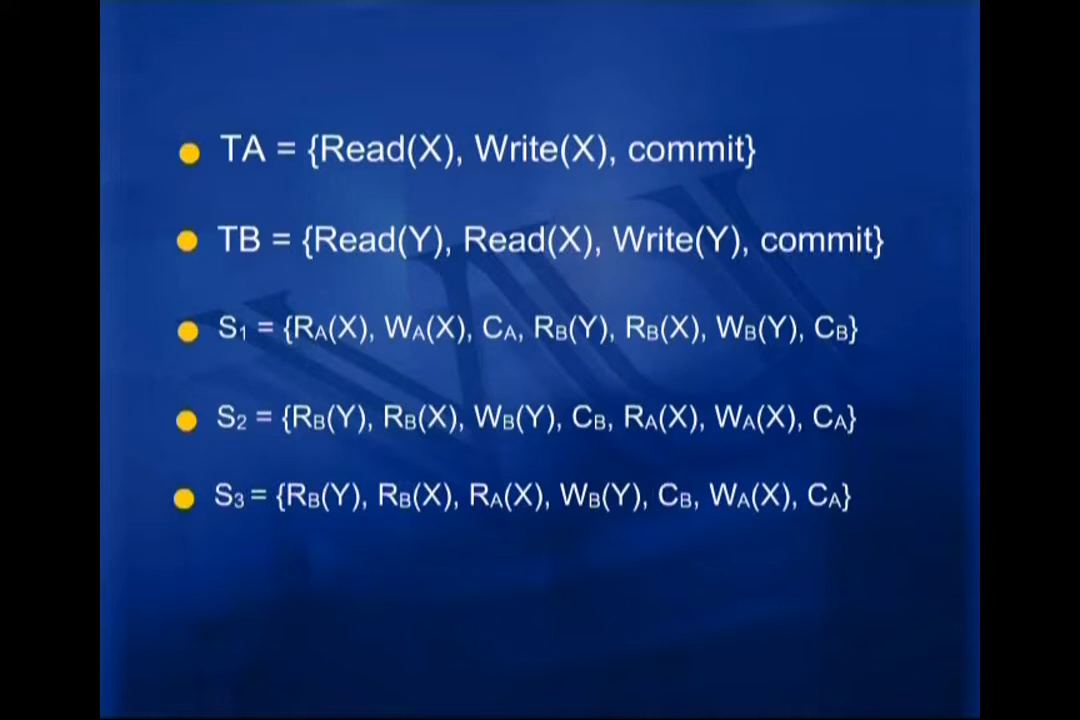 TA = {Read(X), Write(X), commit}
TB = {Read(Y), Read(X), Write(Y), commit}
S₁ = {RA(X), WA(X), CA, RB(Y), RB(X), WB(Y), CB}
S₂ = {RB(Y), RB(X), WB(Y), CB, RA(X), WA(X), CA}
S₃ = {RB(Y), RB(X), RA(X), WB(Y), CB, WA(X), CA}